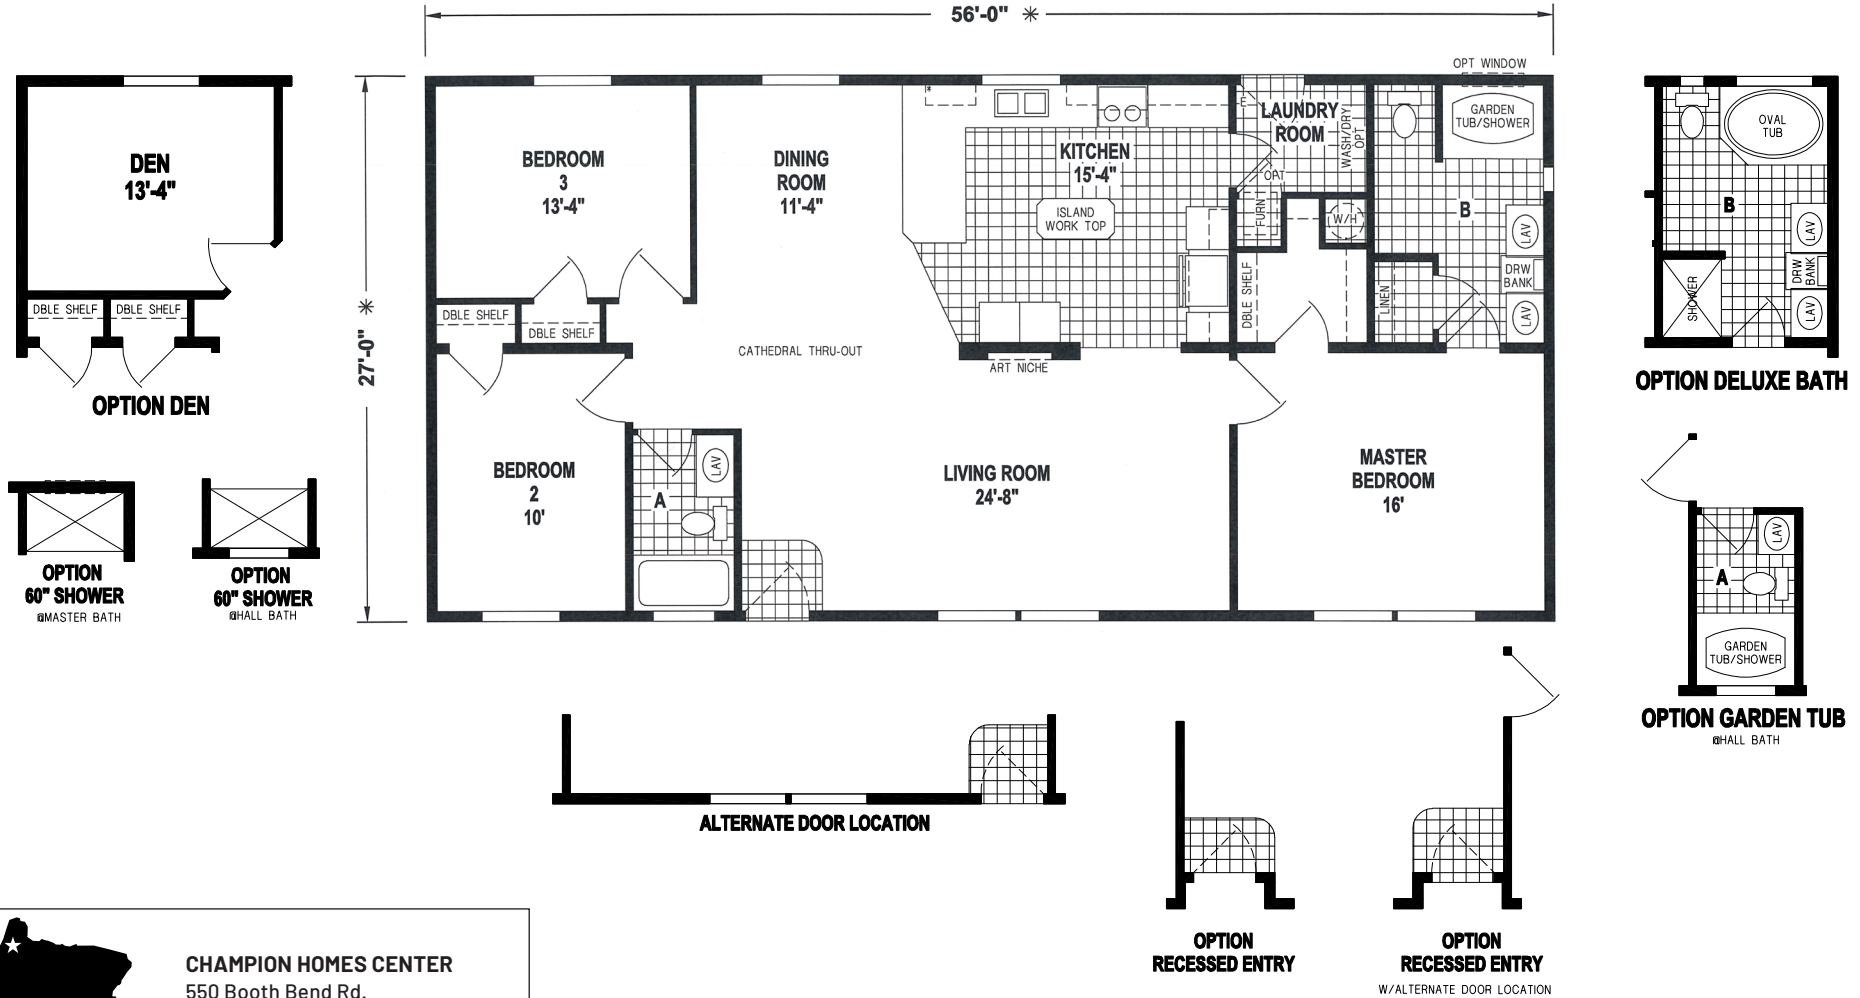 56'-0" ✳
27'-0" ✳
DEN
13'-4"
DBLE SHELF
DBLE SHELF
OPTION DEN
OPTION
60" SHOWER
@MASTER BATH
OPTION
60" SHOWER
@HALL BATH
BEDROOM
3
13'-4"
DBLE SHELF
DBLE SHELF
BEDROOM
2
10'
A
LAV
DINING
ROOM
11'-4"
CATHEDRAL THRU-OUT
*
KITCHEN
15'-4"
ISLAND
WORK TOP
ART NICHE
LIVING ROOM
24'-8"
E
LAUNDRY
ROOM
WASH/DRY
OPT
OPT
FURN
W/H
DBLE SHELF
LINEN
OPT WINDOW
GARDEN
TUB/SHOWER
B
LAV
DRW
BANK
LAV
MASTER
BEDROOM
16'
OVAL
TUB
B
LAV
DRW
BANK
LAV
SHOWER
OPTION DELUXE BATH
LAV
A
GARDEN
TUB/SHOWER
OPTION GARDEN TUB
@HALL BATH
ALTERNATE DOOR LOCATION
OPTION
RECESSED ENTRY
OPTION
RECESSED ENTRY
W/ALTERNATE DOOR LOCATION
CHAMPION HOMES CENTER
550 Booth Bend Rd.